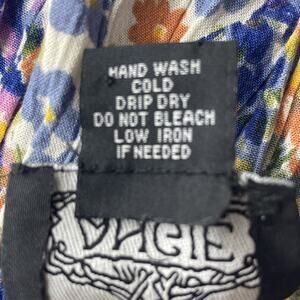 HAND WASH
COLD
DRIP DRY
DO NOT BLEACH
LOW IRON
IF NEEDED